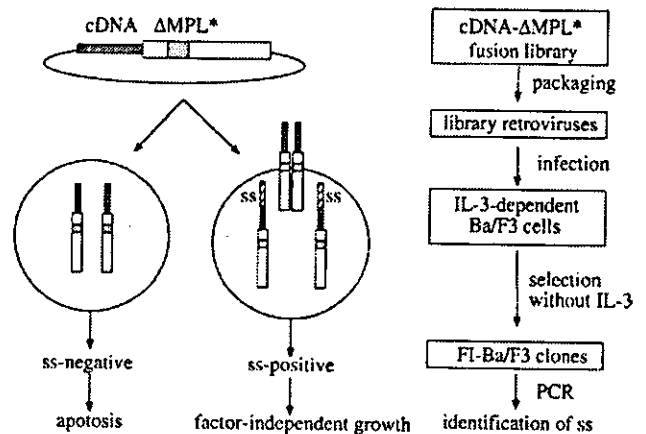 cDNA ΔMPL*
ss
ss
ss-negative
ss-positive
apotosis
factor-independent growth
cDNA-ΔMPL*
fusion library
packaging
library retroviruses
infection
IL-3-dependent
Ba/F3 cells
selection
without IL-3
FI-Ba/F3 clones
PCR
identification of ss